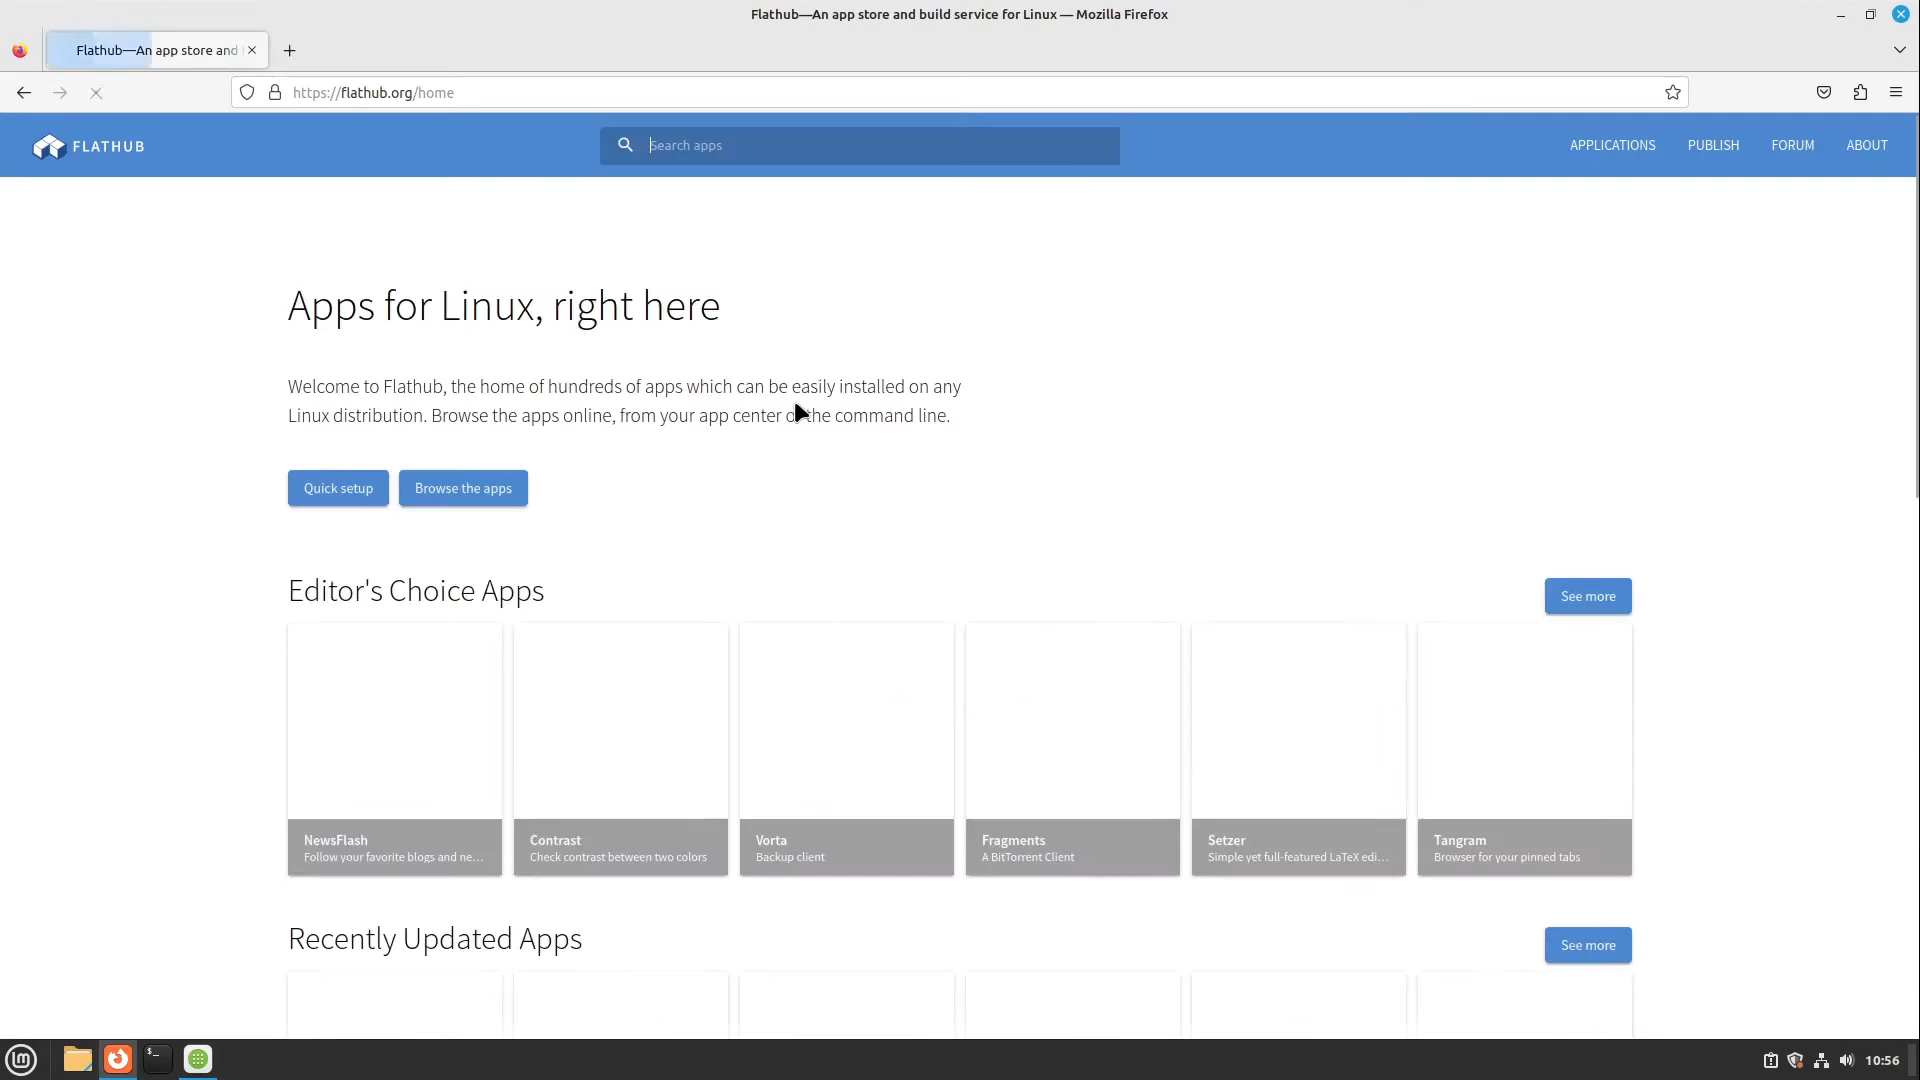 Flathub—An app store and build service for Linux — Mozilla Firefox
Flathub—An app store and
https://flathub.org/home
FLATHUB
Search apps
APPLICATIONS
PUBLISH
FORUM
ABOUT
Apps for Linux, right here
Welcome to Flathub, the home of hundreds of apps which can be easily installed on any
Linux distribution. Browse the apps online, from your app center or the command line.
Quick setup
Browse the apps
Editor's Choice Apps
See more
NewsFlash
Follow your favorite blogs and ne…
Contrast
Check contrast between two colors
Vorta
Backup client
Fragments
A BitTorrent Client
Setzer
Simple yet full-featured LaTeX edi…
Tangram
Browser for your pinned tabs
Recently Updated Apps
See more
10:56